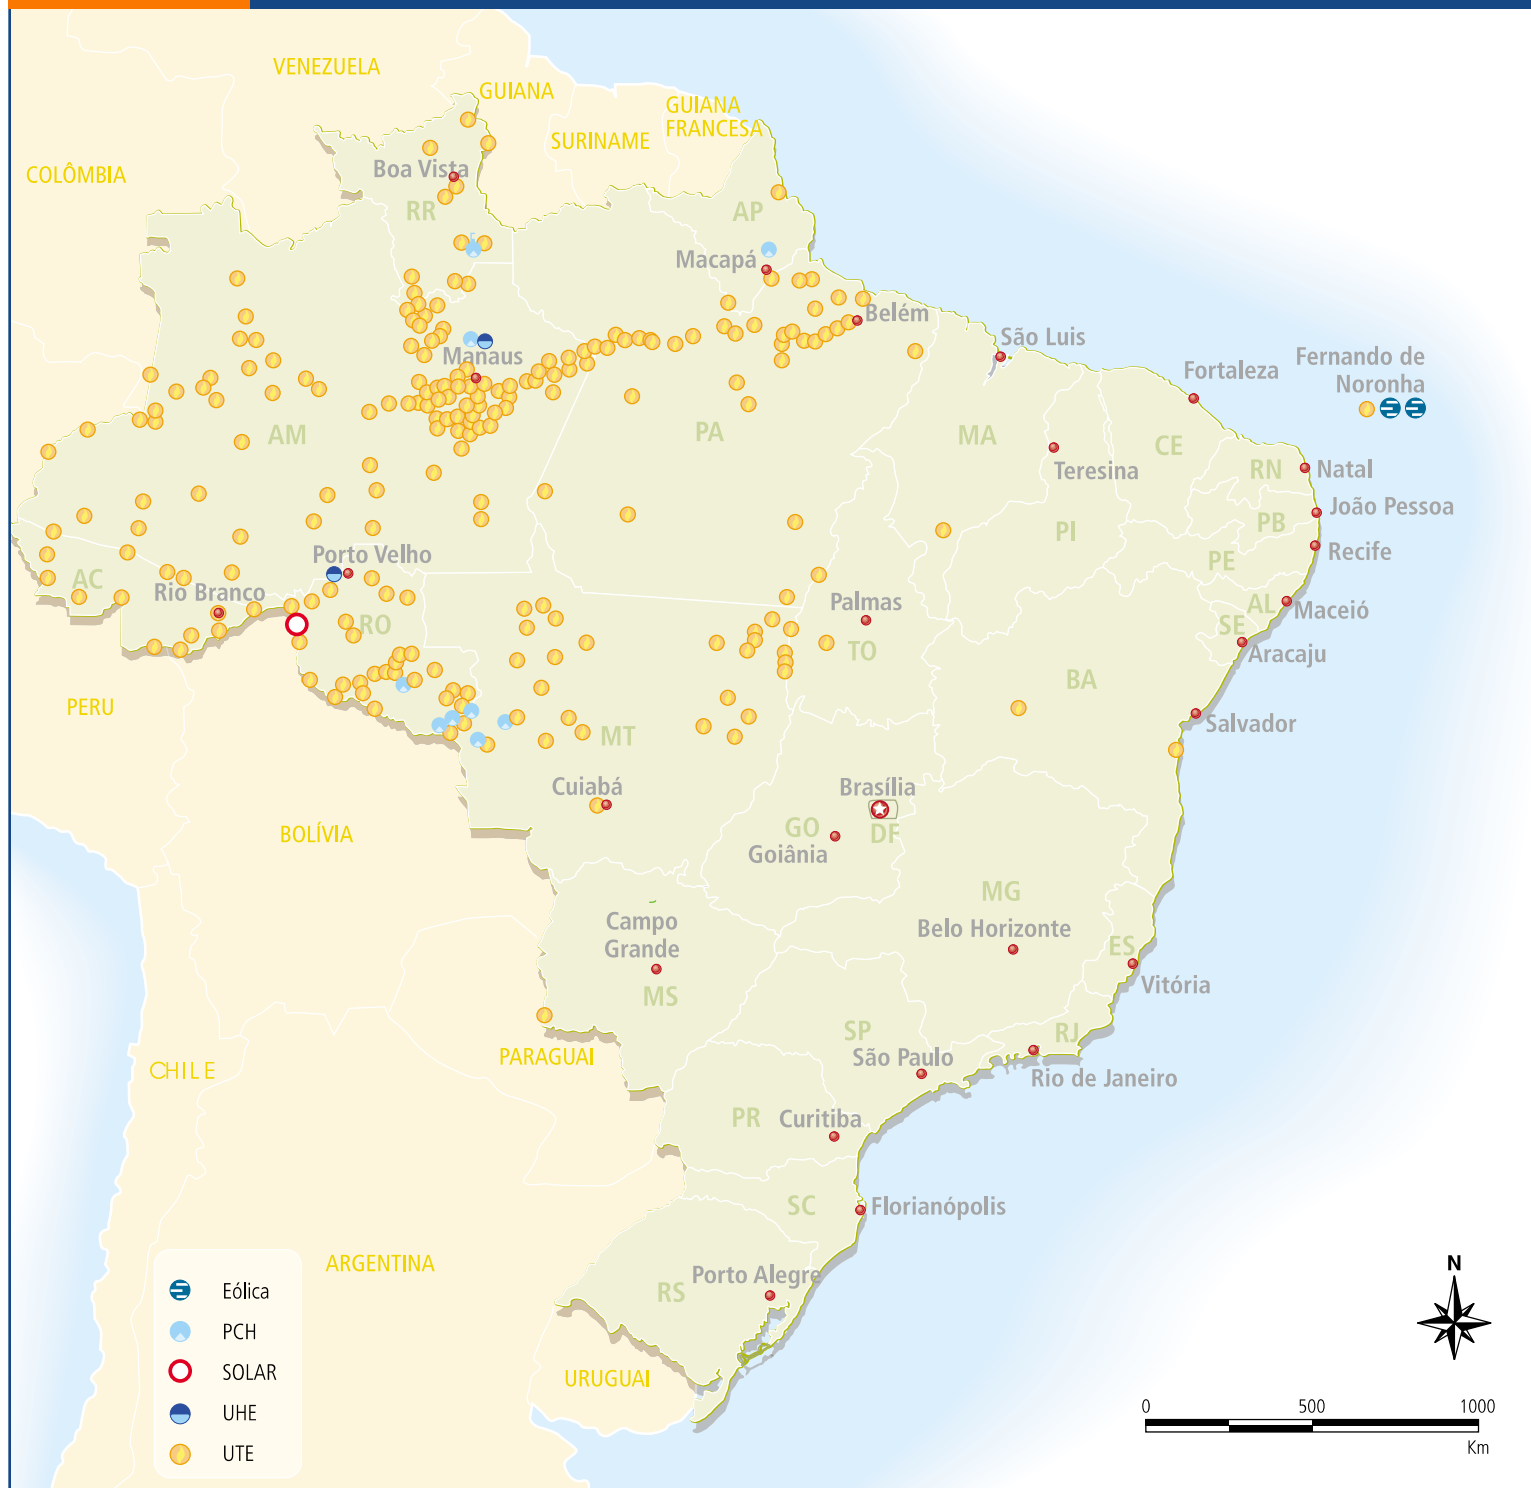 VENEZUELA
GUIANA
GUIANA
FRANCESA
SURINAME
COLÔMBIA
Boa Vista
RR
AP
Macapá
Belém
São Luis
Manaus
Fernando de
Noronha
Fortaleza
AM
PA
MA
CE
RN
Natal
Teresina
João Pessoa
PB
PI
Recife
PE
Porto Velho
AC
Rio Branco
Palmas
AL
Maceió
RO
SE
TO
Aracaju
BA
PERU
Salvador
MT
Cuiabá
Brasília
BOLÍVIA
GO
DF
Goiânia
MG
Campo
Grande
Belo Horizonte
ES
Vitória
MS
SP
RJ
PARAGUAI
São Paulo
CHILE
Rio de Janeiro
PR
Curitiba
SC
Florianópolis
ARGENTINA
Porto Alegre
RS
URUGUAI
Eólica
PCH
SOLAR
UHE
UTE
N
0 500 1000
Km